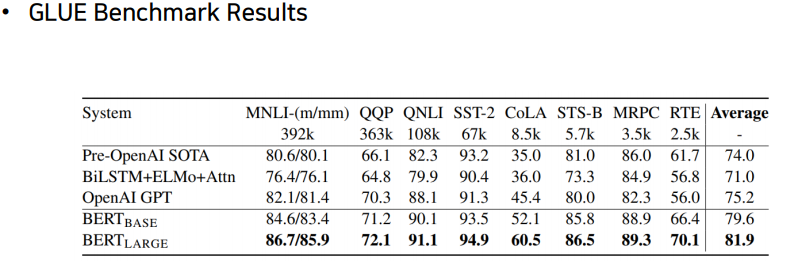 • GLUE Benchmark Results
System MNLI-(m/mm) QQP QNLI SST-2 CoLA STS-B MRPC RTE Average
392k 363k 108k 67k 8.5k 5.7k 3.5k 2.5k -
Pre-OpenAI SOTA 80.6/80.1 66.1 82.3 93.2 35.0 81.0 86.0 61.7 74.0
BiLSTM+ELMo+Attn 76.4/76.1 64.8 79.9 90.4 36.0 73.3 84.9 56.8 71.0
OpenAI GPT 82.1/81.4 70.3 88.1 91.3 45.4 80.0 82.3 56.0 75.2
BERTBASE 84.6/83.4 71.2 90.1 93.5 52.1 85.8 88.9 66.4 79.6
BERTLARGE 86.7/85.9 72.1 91.1 94.9 60.5 86.5 89.3 70.1 81.9